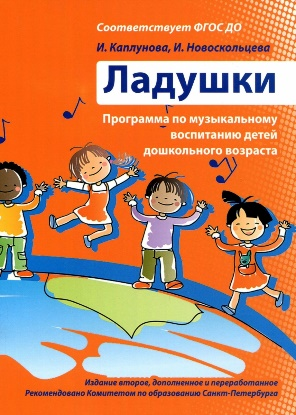 Соответствует ФГОС ДО
И. Каплунова, И. Новоскольцева
Ладушки
Программа по музыкальному
воспитанию детей
дошкольного возраста
Издание второе, дополненное и переработанное
Рекомендовано Комитетом по образованию Санкт-Петербурга